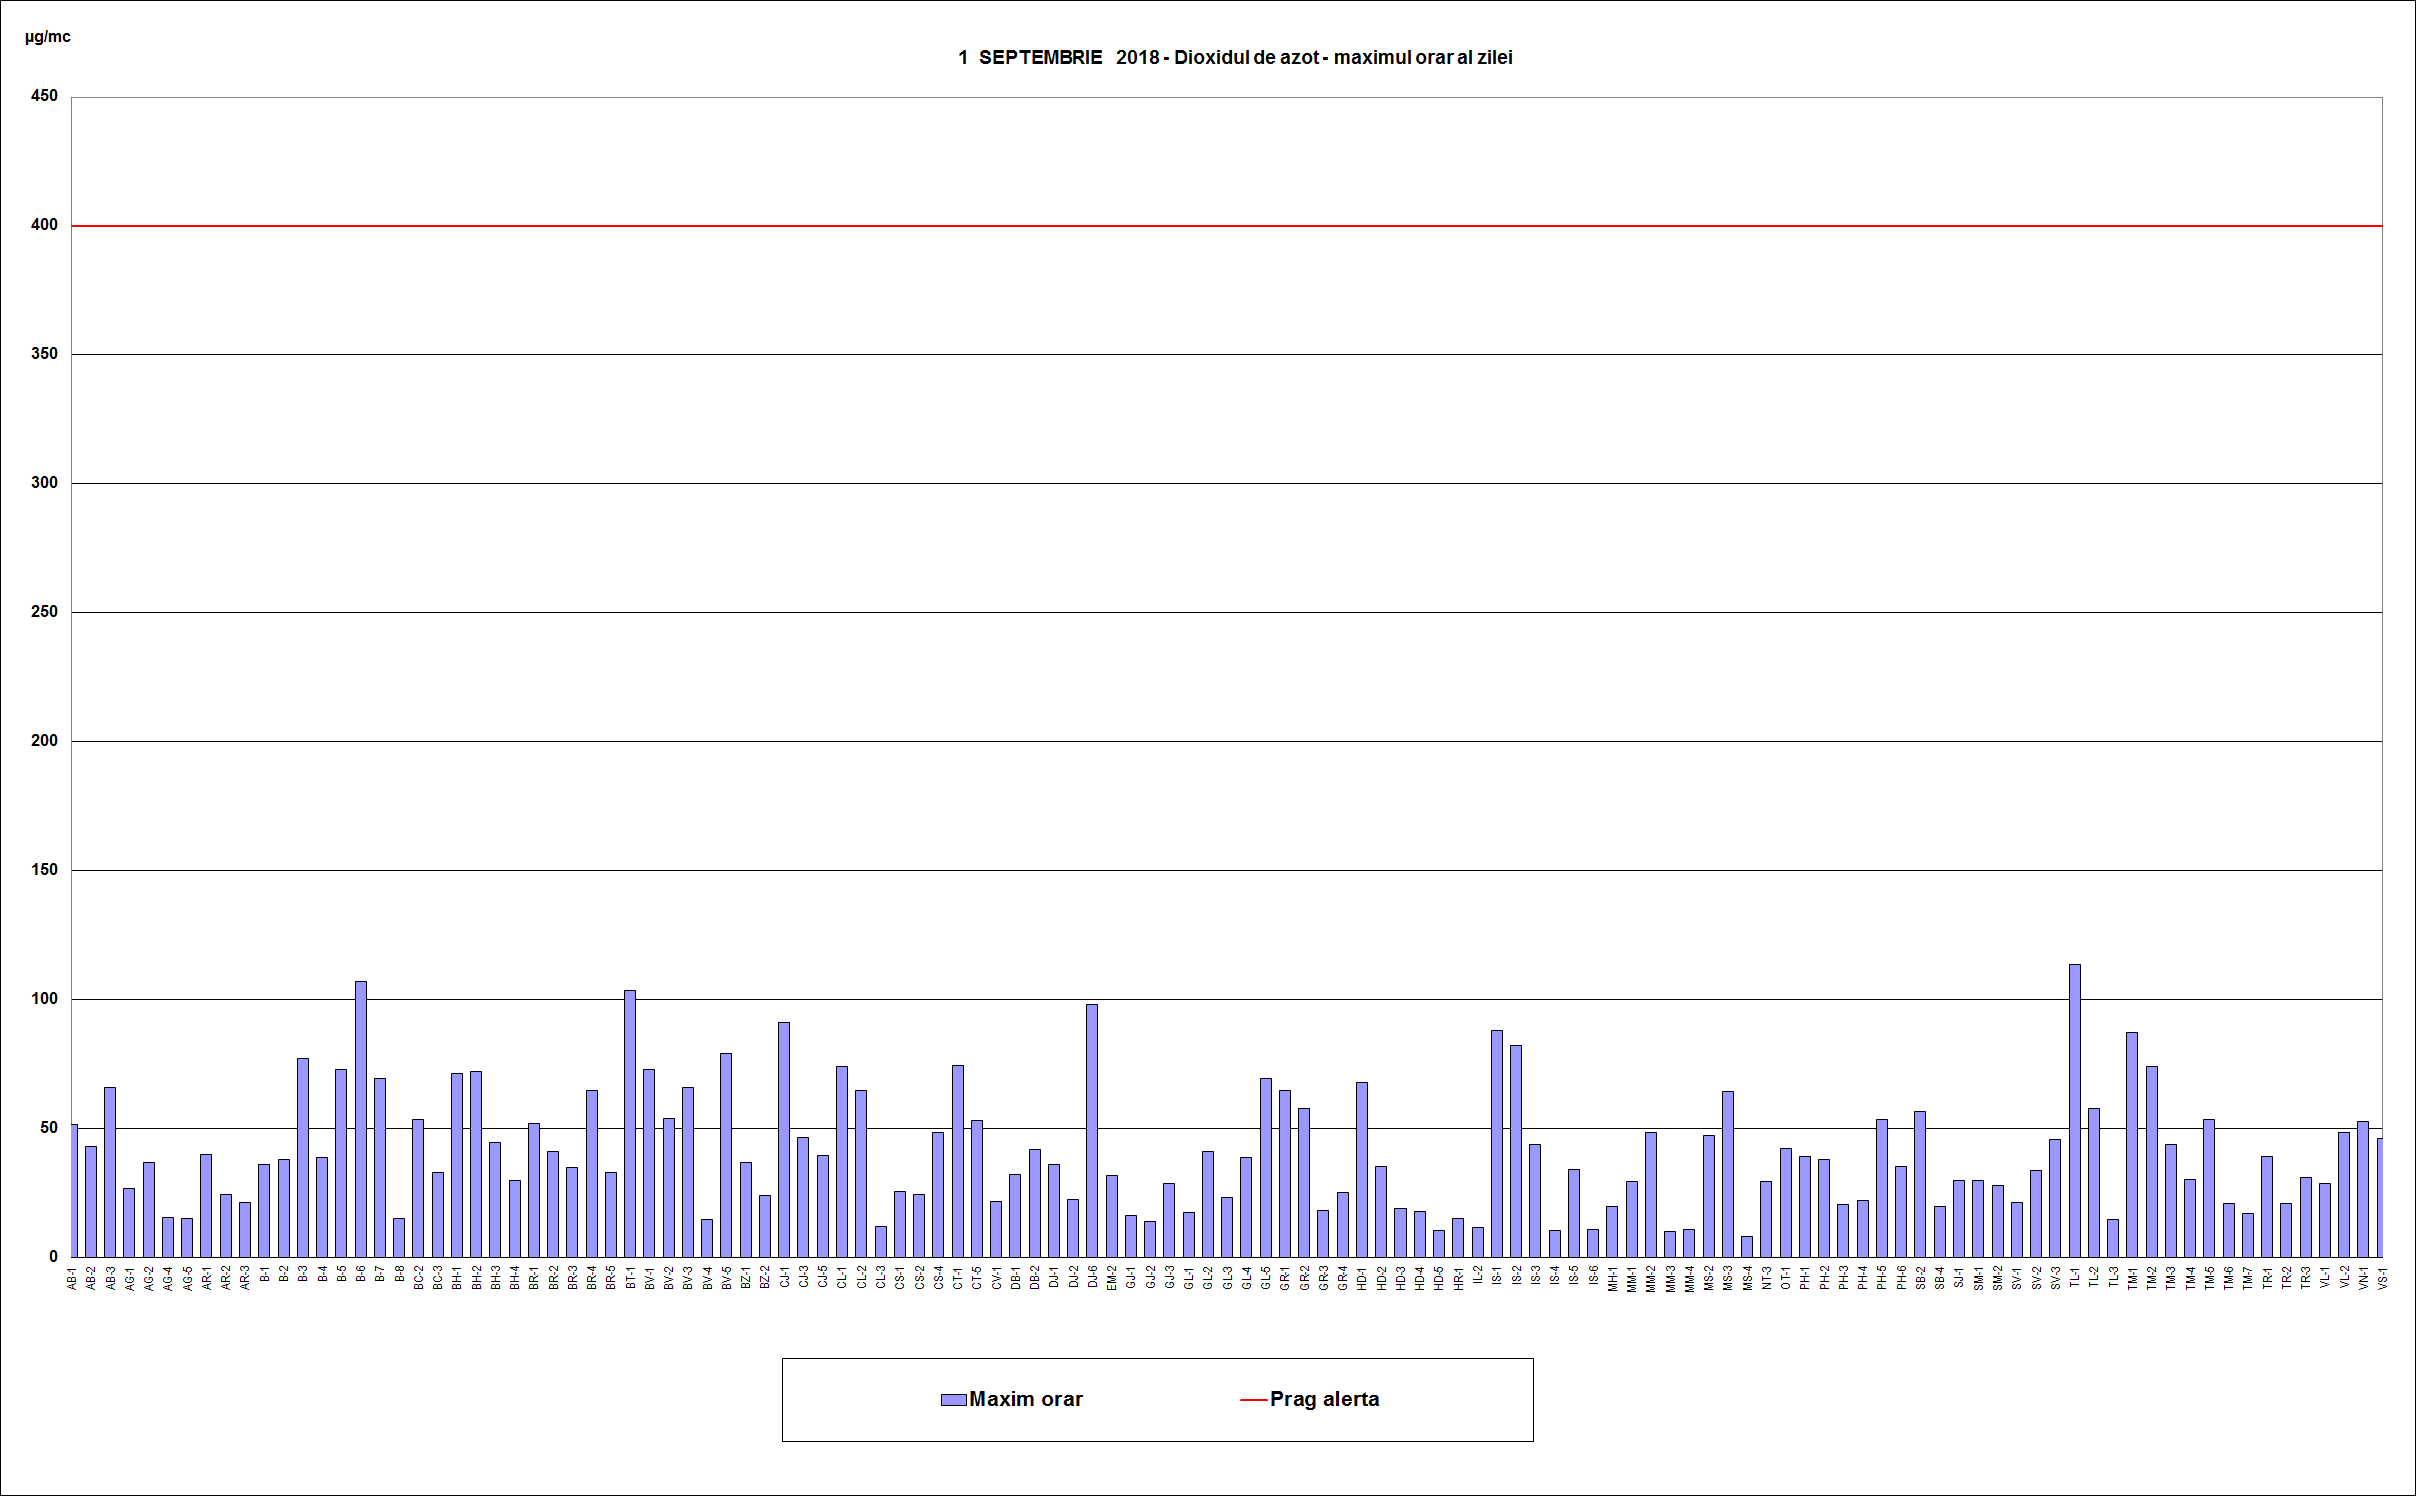 µg/mc
1 SEPTEMBRIE 2018 - Dioxidul de azot - maximul orar al zilei
450
400
350
300
250
200
150
100
50
0
AB-1 AB-2 AB-3 AG-1 AG-2 AG-4 AG-5 AR-1 AR-2 AR-3 B-1 B-2 B-3 B-4 B-5 B-6 B-7 B-8 BC-2 BC-3 BH-1 BH-2 BH-3 BH-4 BR-1 BR-2 BR-3 BR-4 BR-5 BT-1 BV-1 BV-2 BV-3 BV-4 BV-5 BZ-1 BZ-2 CJ-1 CJ-3 CJ-5 CL-1 CL-2 CL-3 CS-1 CS-2 CS-4 CT-1 CT-5 CV-1 DB-1 DB-2 DJ-1 DJ-2 DJ-6 EM-2 GJ-1 GJ-2 GJ-3 GL-1 GL-2 GL-3 GL-4 GL-5 GR-1 GR-2 GR-3 GR-4 HD-1 HD-2 HD-3 HD-4 HD-5 HR-1 IL-2 IS-1 IS-2 IS-3 IS-4 IS-5 IS-6 MH-1 MM-1 MM-2 MM-3 MM-4 MS-2 MS-3 MS-4 NT-3 OT-1 PH-1 PH-2 PH-3 PH-4 PH-5 PH-6 SB-2 SB-4 SJ-1 SM-1 SM-2 SV-1 SV-2 SV-3 TL-1 TL-2 TL-3 TM-1 TM-2 TM-3 TM-4 TM-5 TM-6 TM-7 TR-1 TR-2 TR-3 VL-1 VL-2 VN-1 VS-1
Maxim orar Prag alerta